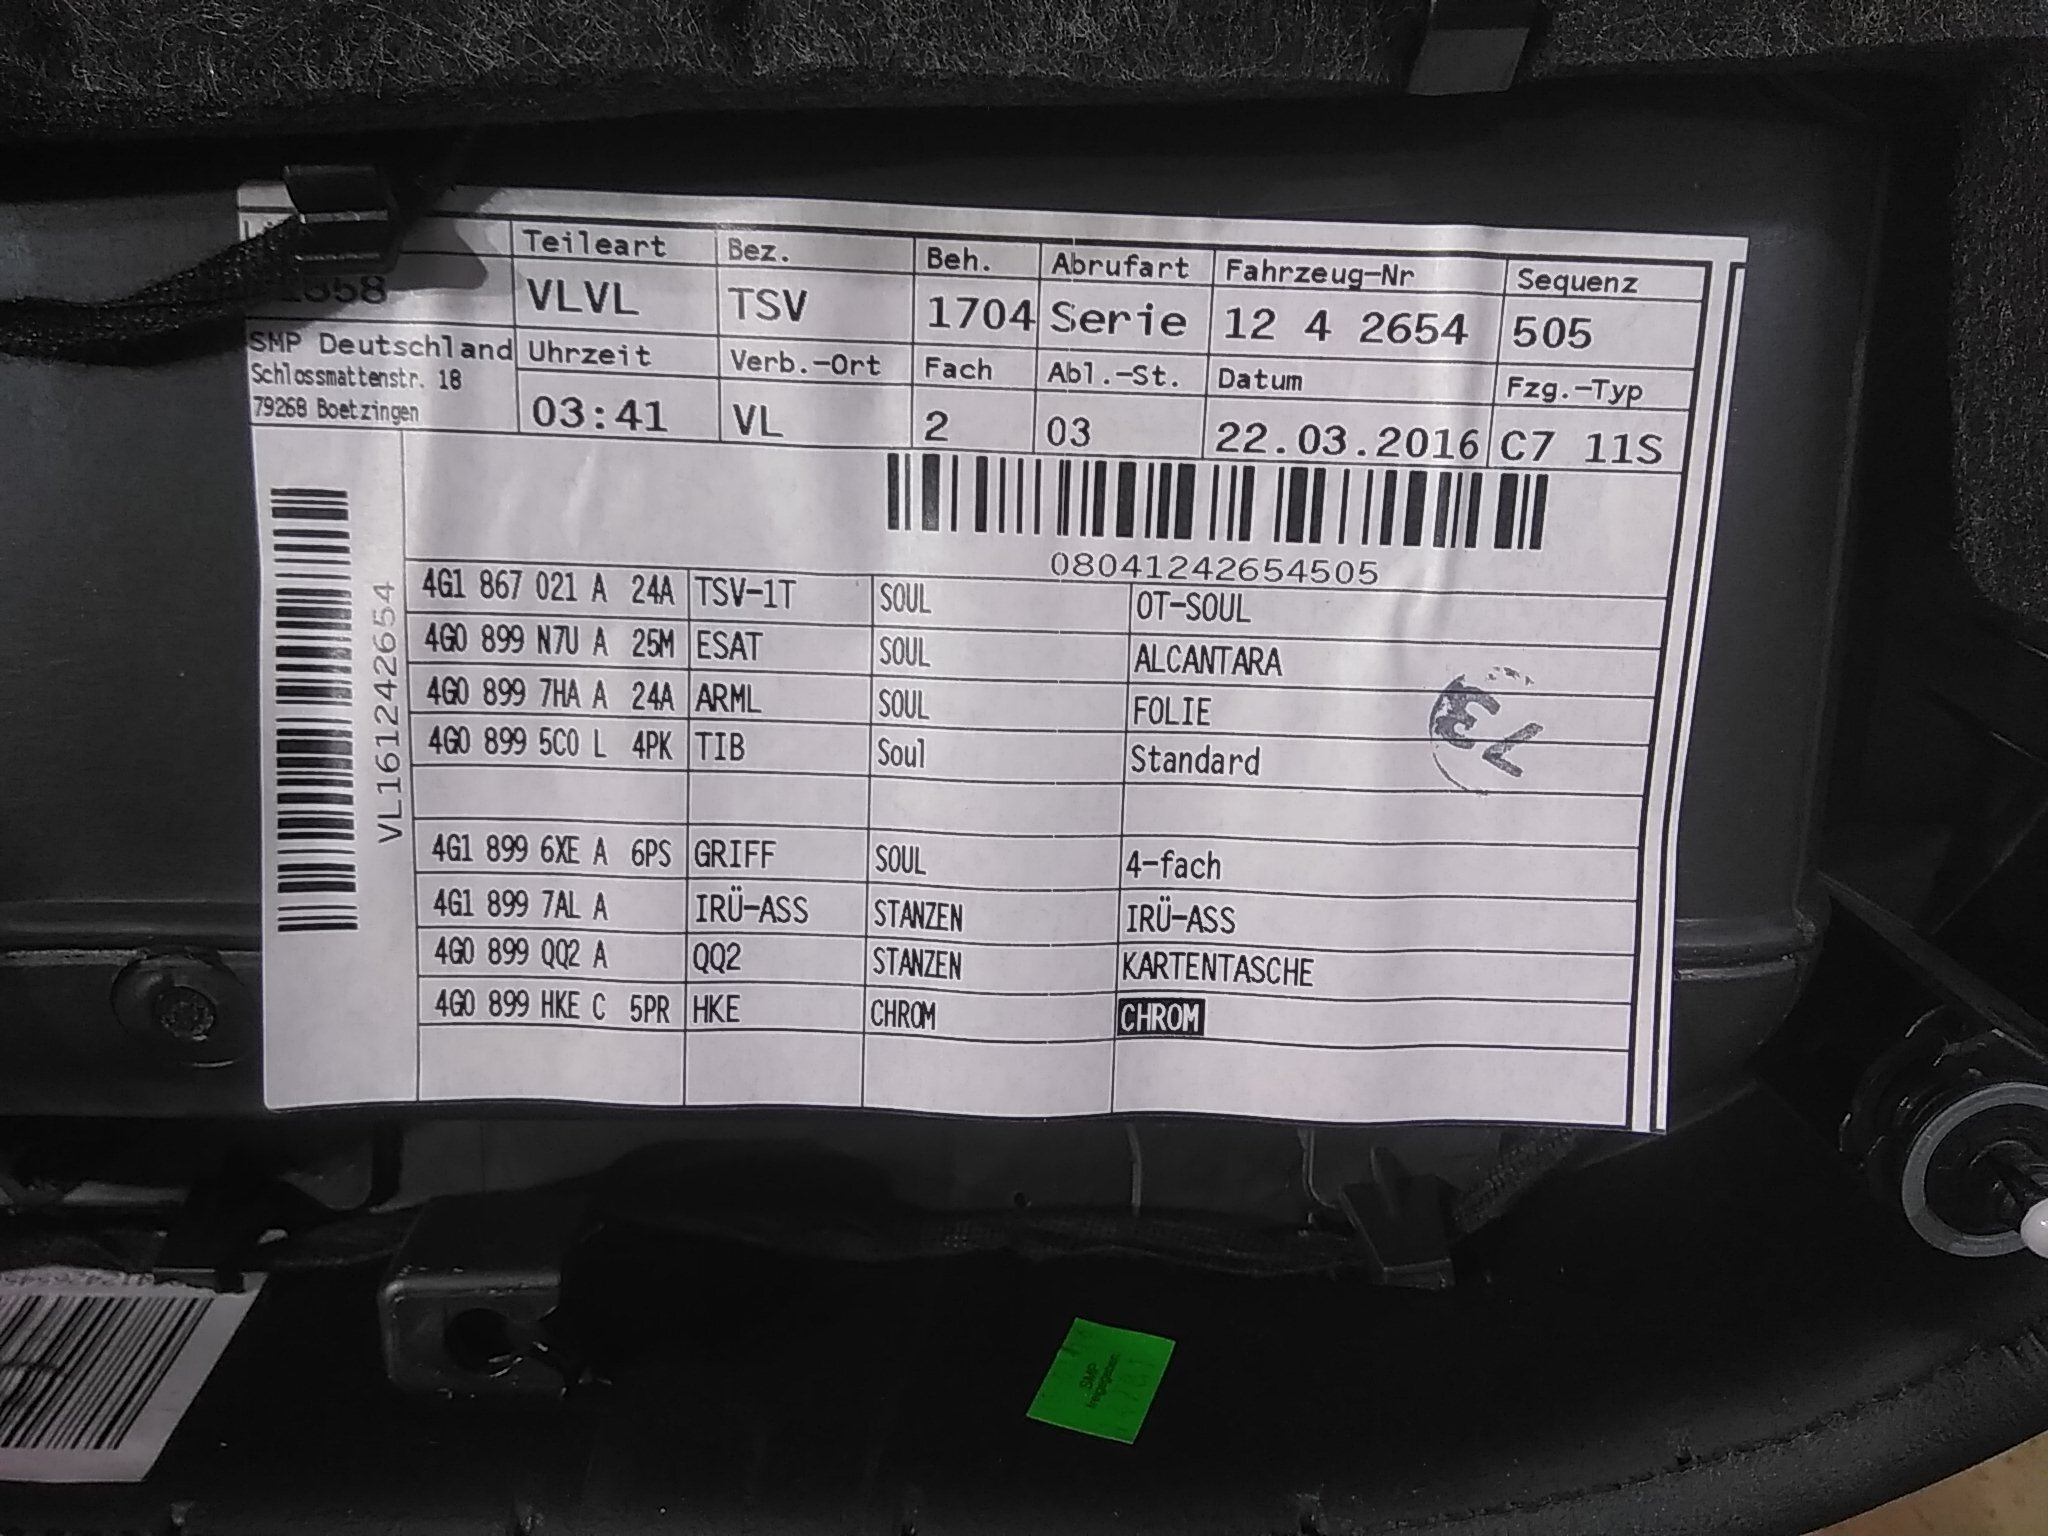 Teileart Bez. Beh. Abrufart Fahrzeug-Nr Sequenz
VLVL TSV 1704 Serie 12 4 2654 505
SMP Deutschland
Schlossmattenstr. 18
79268 Boetzingen
Uhrzeit Verb.-Ort Fach Abl.-St. Datum Fzg.-Typ
03:41 VL 2 03 22.03.2016 C7 11S
08041242654505
VL161242654
4G1 867 021 A 24A TSV-1T SOUL OT-SOUL
4G0 899 N7U A 25M ESAT SOUL ALCANTARA
4G0 899 7HA A 24A ARML SOUL FOLIE
4G0 899 5C0 L 4PK TIB Soul Standard
4G1 899 6XE A 6PS GRIFF SOUL 4-fach
4G1 899 7AL A IRÜ-ASS STANZEN IRÜ-ASS
4G0 899 QQ2 A QQ2 STANZEN KARTENTASCHE
4G0 899 HKE C 5PR HKE CHROM CHROM
SMP
freigegeben